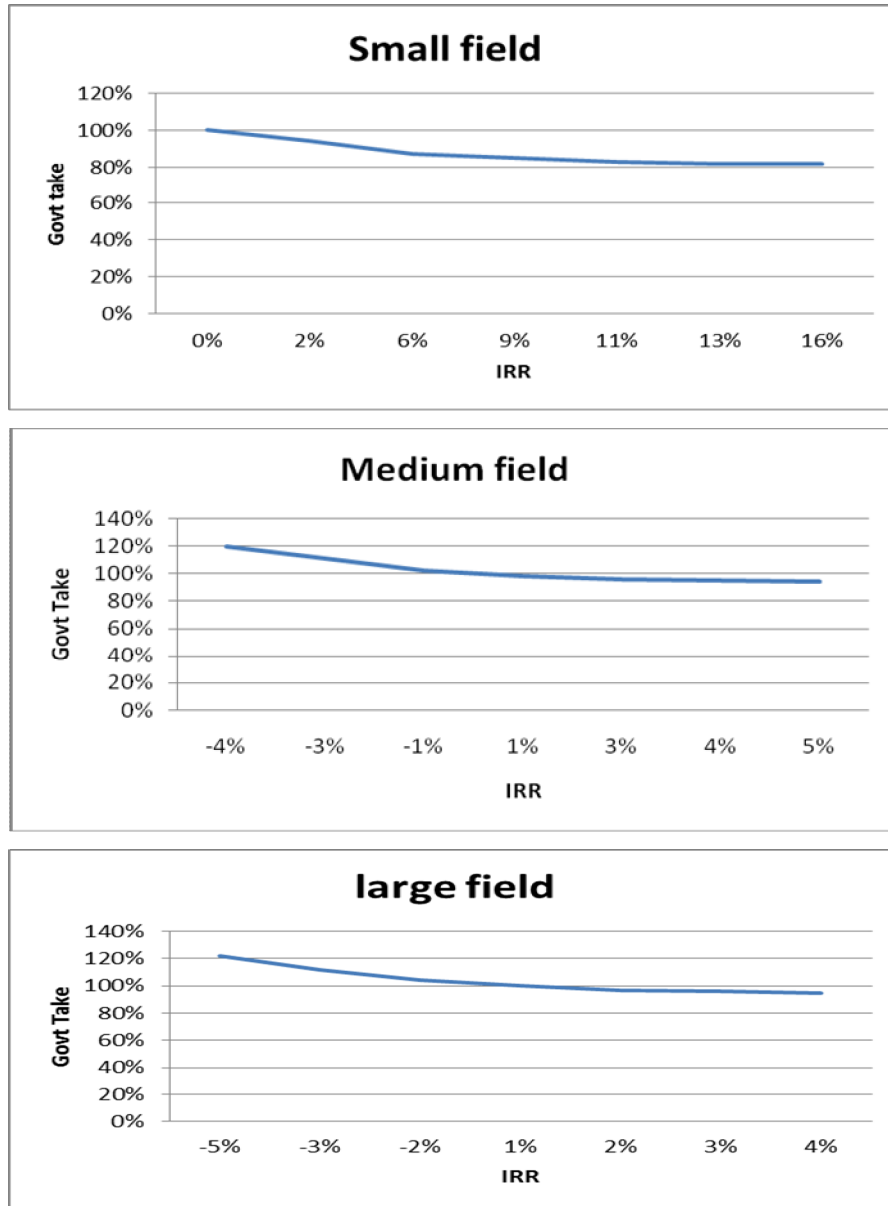 Small field
120%
100%
80%
60%
40%
20%
0%
Govt take
0% 2% 6% 9% 11% 13% 16%
IRR
Medium field
140%
120%
100%
80%
60%
40%
20%
0%
Govt Take
-4% -3% -1% 1% 3% 4% 5%
IRR
large field
140%
120%
100%
80%
60%
40%
20%
0%
Govt Take
-5% -3% -2% 1% 2% 3% 4%
IRR